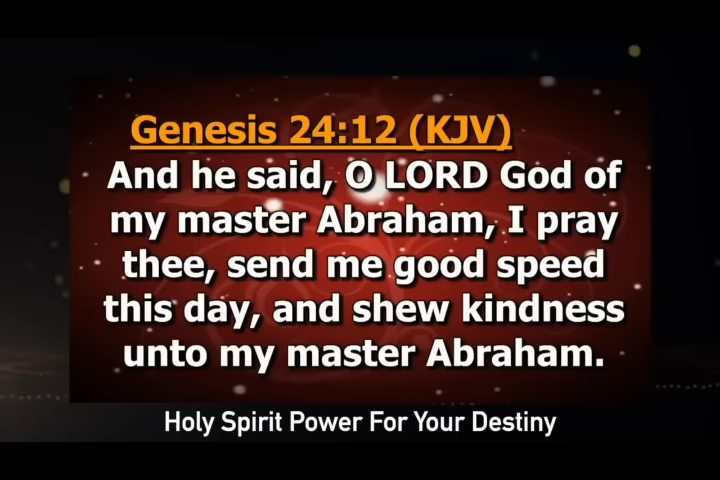 Genesis 24:12 (KJV)
And he said, O LORD God of
my master Abraham, I pray
thee, send me good speed
this day, and shew kindness
unto my master Abraham.
Holy Spirit Power For Your Destiny